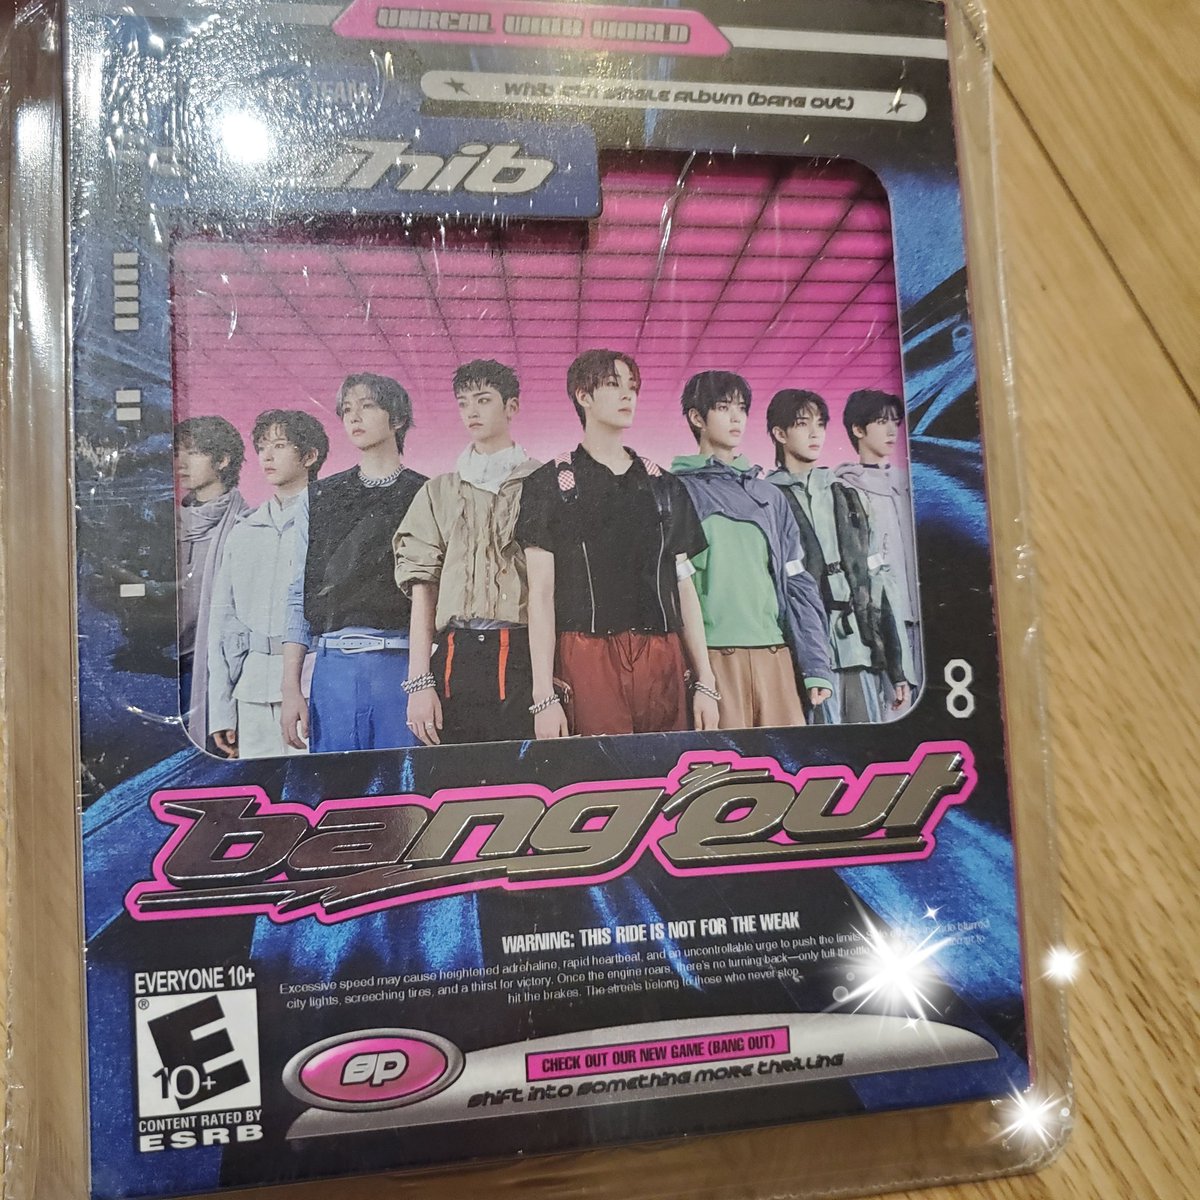 UNREAL WHIB WORLD
TEAM
WHIB 5th Single Album (Bang Out)
whib
8
bang out
WARNING: THIS RIDE IS NOT FOR THE WEAK
Excessive speed may cause heightened adrenaline, rapid heartbeat, and an uncontrollable urge to push the limits. blurred
city lights, screeching tires, and a thirst for victory. Once the engine roars, there's no turning back—only full-throttle
hit the brakes. The streets belong to those who never stop
EVERYONE 10+
®
E
10+
CONTENT RATED BY
ESRB
CHECK OUT OUR NEW GAME (BANG OUT)
Shift into something more thrilling